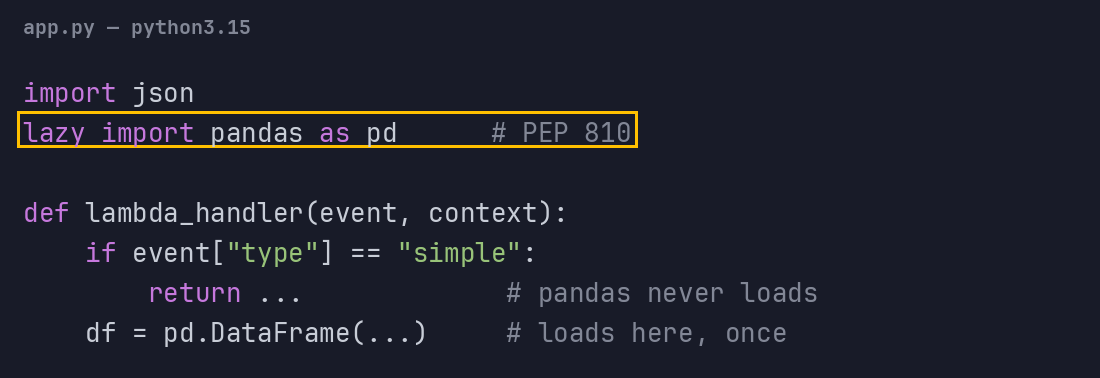 app.py — python3.15
import json
lazy import pandas as pd      # PEP 810
def lambda_handler(event, context):
    if event["type"] == "simple":
        return ...             # pandas never loads
    df = pd.DataFrame(...)     # loads here, once